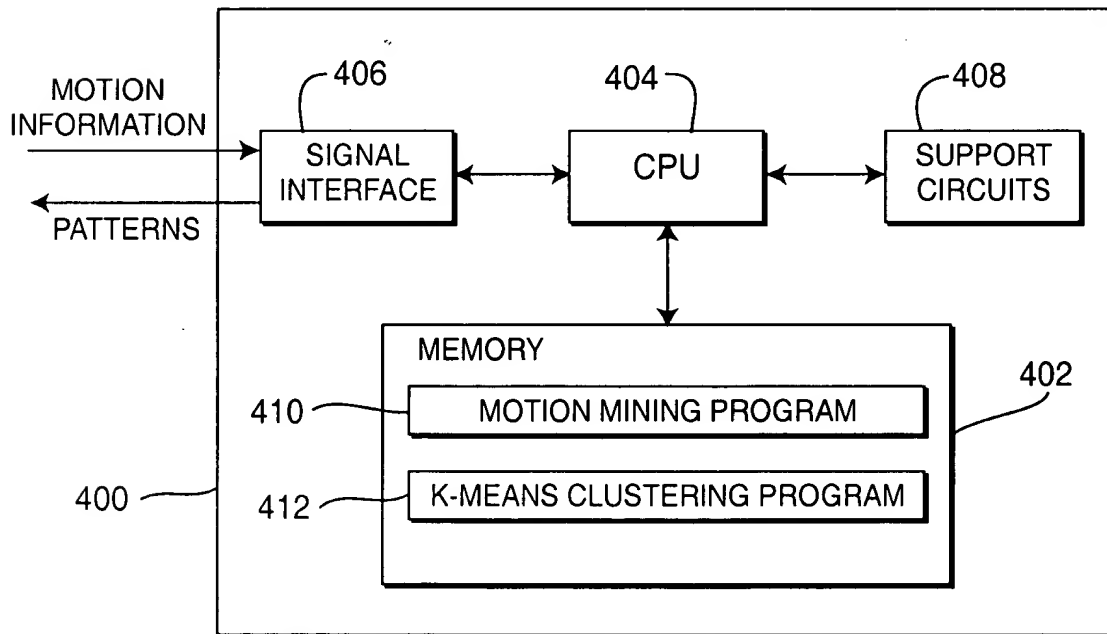 406
404
408
MOTION
INFORMATION
SIGNAL
INTERFACE
CPU
SUPPORT
CIRCUITS
PATTERNS
MEMORY
402
410
MOTION MINING PROGRAM
400
412
K-MEANS CLUSTERING PROGRAM